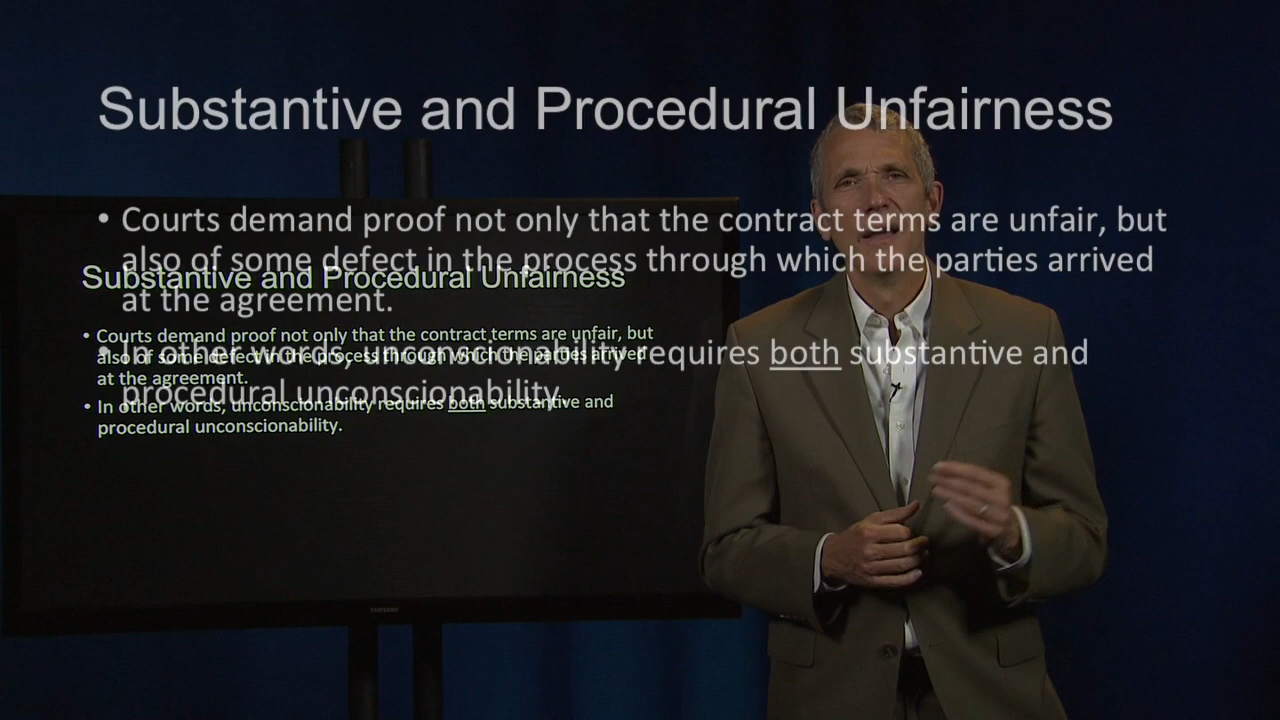 Substantive and Procedural Unfairness
• Courts demand proof not only that the contract terms are unfair, but
also of some defect in the process through which the parties arrived
at the agreement.
• In other words, unconscionability requires both substantive and
procedural unconscionability.
Substantive and Procedural Unfairness
• Courts demand proof not only that the contract terms are unfair, but
also of some defect in the process through which the parties arrived
at the agreement.
• In other words, unconscionability requires both substantive and
procedural unconscionability.
SAMSUNG